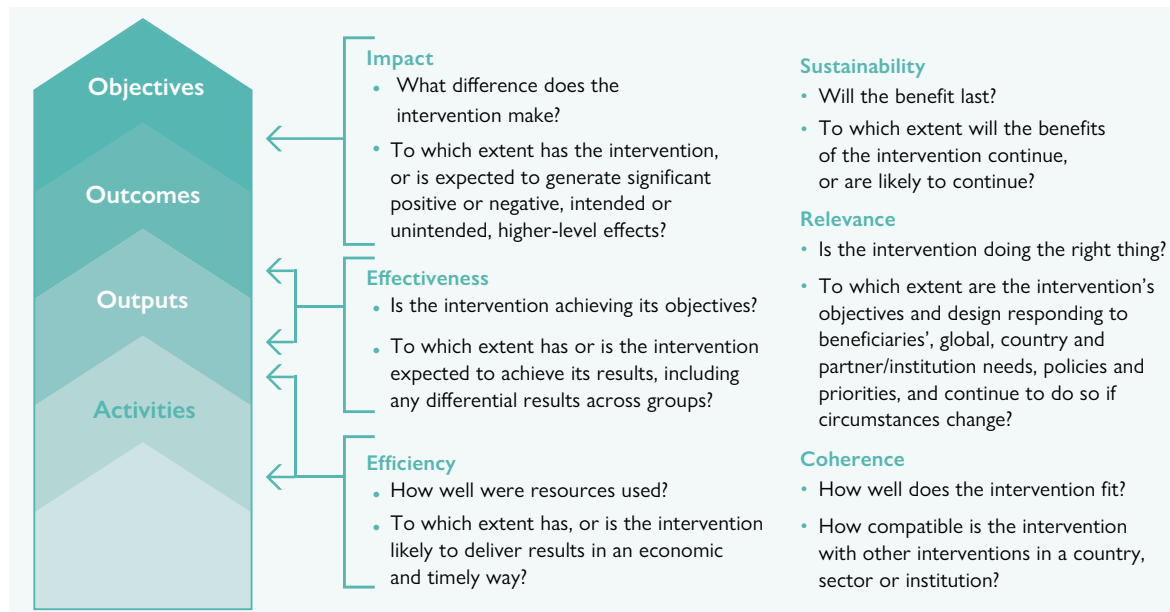 Objectives
Outcomes
Outputs
Activities
Impact
• What difference does the
intervention make?
• To which extent has the intervention,
or is expected to generate significant
positive or negative, intended or
unintended, higher-level effects?
Effectiveness
• Is the intervention achieving its objectives?
• To which extent has or is the intervention
expected to achieve its results, including
any differential results across groups?
Efficiency
• How well were resources used?
• To which extent has, or is the intervention
likely to deliver results in an economic
and timely way?
Sustainability
• Will the benefit last?
• To which extent will the benefits
of the intervention continue,
or are likely to continue?
Relevance
• Is the intervention doing the right thing?
• To which extent are the intervention’s
objectives and design responding to
beneficiaries’, global, country and
partner/institution needs, policies and
priorities, and continue to do so if
circumstances change?
Coherence
• How well does the intervention fit?
• How compatible is the intervention
with other interventions in a country,
sector or institution?